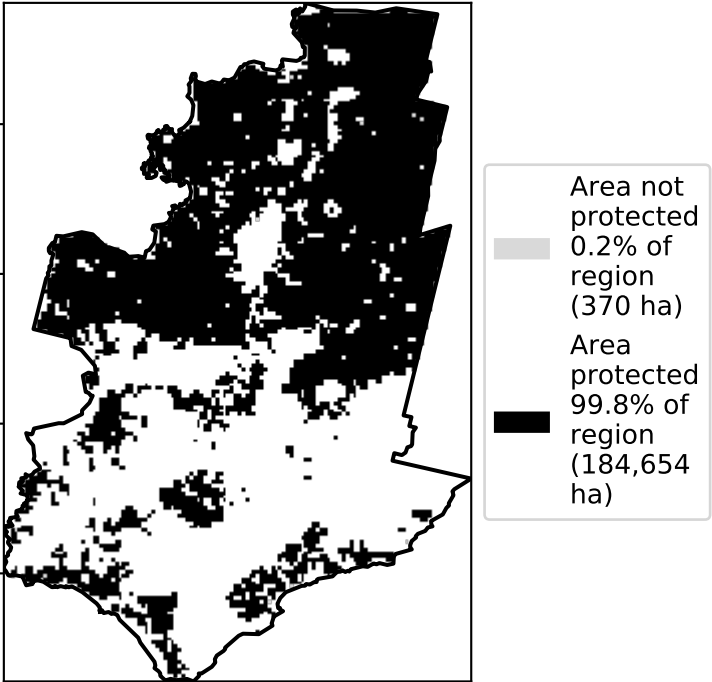 Area not
protected
0.2% of
region
(370 ha)
Area
protected
99.8% of
region
(184,654
ha)